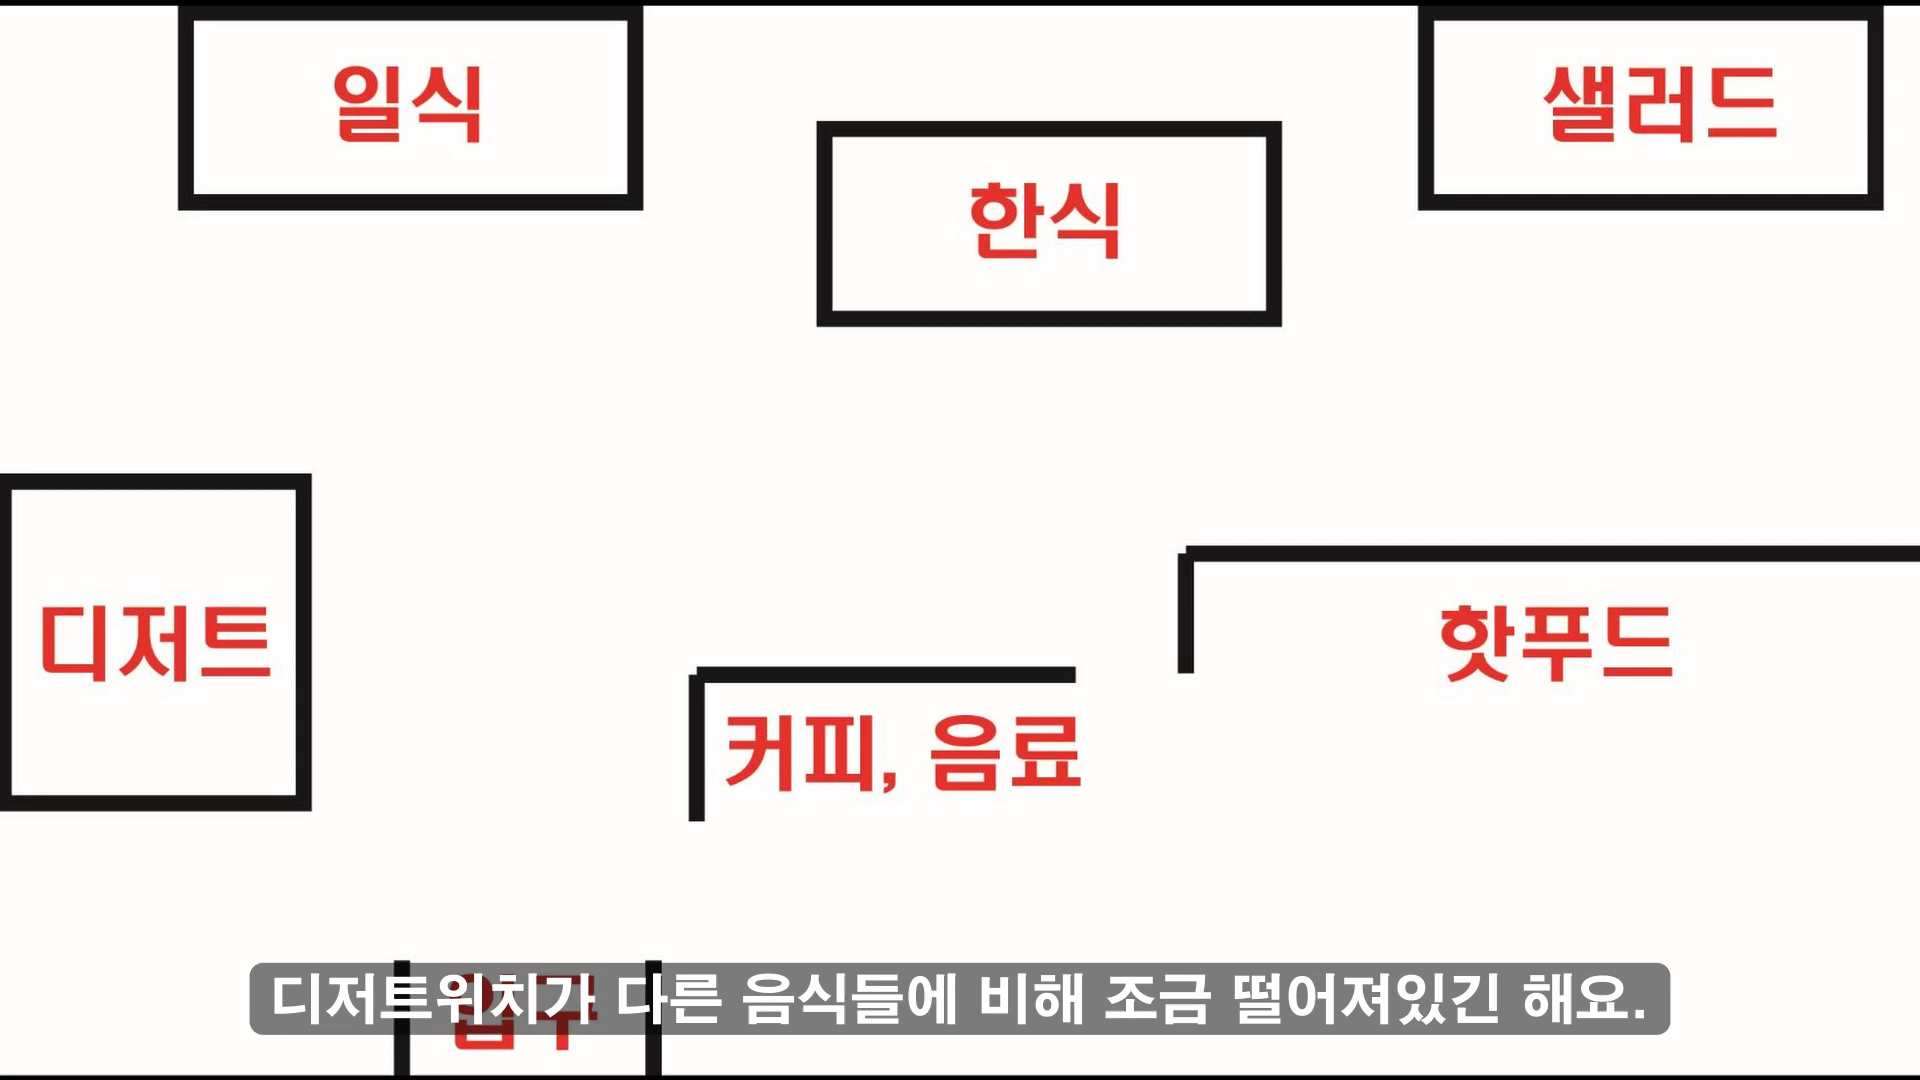 일식
샐러드
한식
디저트
핫푸드
커피, 음료
입구
디저트위치가 다른 음식들에 비해 조금 떨어져있긴 해요.